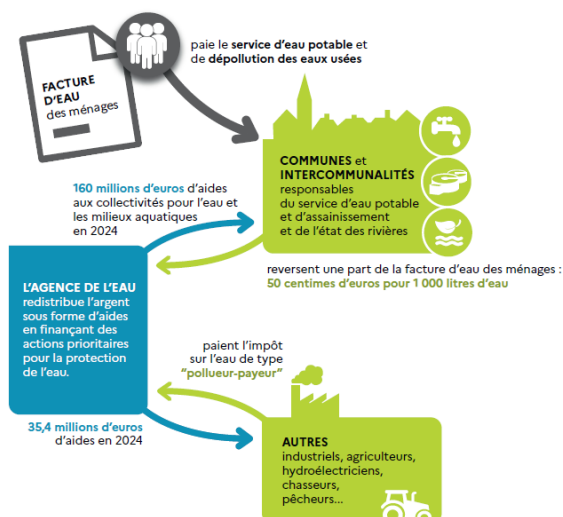 paie le service d'eau potable et
de dépollution des eaux usées
FACTURE
D'EAU
des ménages
COMMUNES et
INTERCOMMUNALITÉS
responsables
du service d'eau potable
et d'assainissement
et de l'état des rivières
160 millions d'euros d'aides
aux collectivités pour l'eau et
les milieux aquatiques
en 2024
reversent une part de la facture d'eau des ménages :
50 centimes d'euros pour 1 000 litres d'eau
L'AGENCE DE L'EAU
redistribue l'argent
sous forme d'aides
en finançant des
actions prioritaires
pour la protection
de l'eau.
paient l'impôt
sur l'eau de type
"pollueur-payeur"
35,4 millions d'euros
d'aides en 2024
AUTRES
industriels, agriculteurs,
hydroélectriciens,
chasseurs,
pêcheurs...